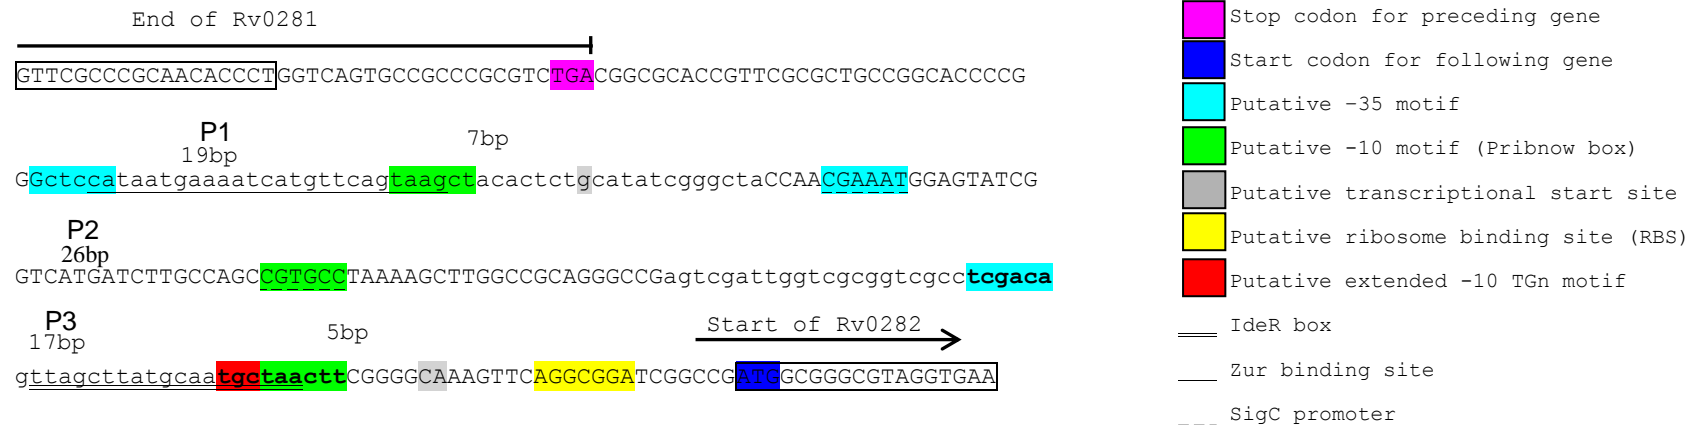 End of Rv0281
GTTCGCCCGCAACACCCTGGTCAGTGCCGCCCGCGTCTGACGGCGCACCGTTCGCGCTGCCGGCACCCCG
P1
19bp
7bp
GGctccataatgaaaatcatgttcagtaagctacactctgcatatcgggctaCCAACGAAATGGAGTATCG
P2
26bp
GTCATGATCTTGCCAGCCGTGCCTAAAAGCTTGGCCGCAGGGCCGagtcgattggtcgcggtcgcctcgaca
P3
17bp
5bp
Start of Rv0282
gttagcttatgcaatgctaacttCGGGGCAAAGTTCAGGCGGATCGGCCGATGGCGGGCGTAGGTGAA
Stop codon for preceding gene
Start codon for following gene
Putative –35 motif
Putative -10 motif (Pribnow box)
Putative transcriptional start site
Putative ribosome binding site (RBS)
Putative extended -10 TGn motif
IdeR box
Zur binding site
SigC promoter